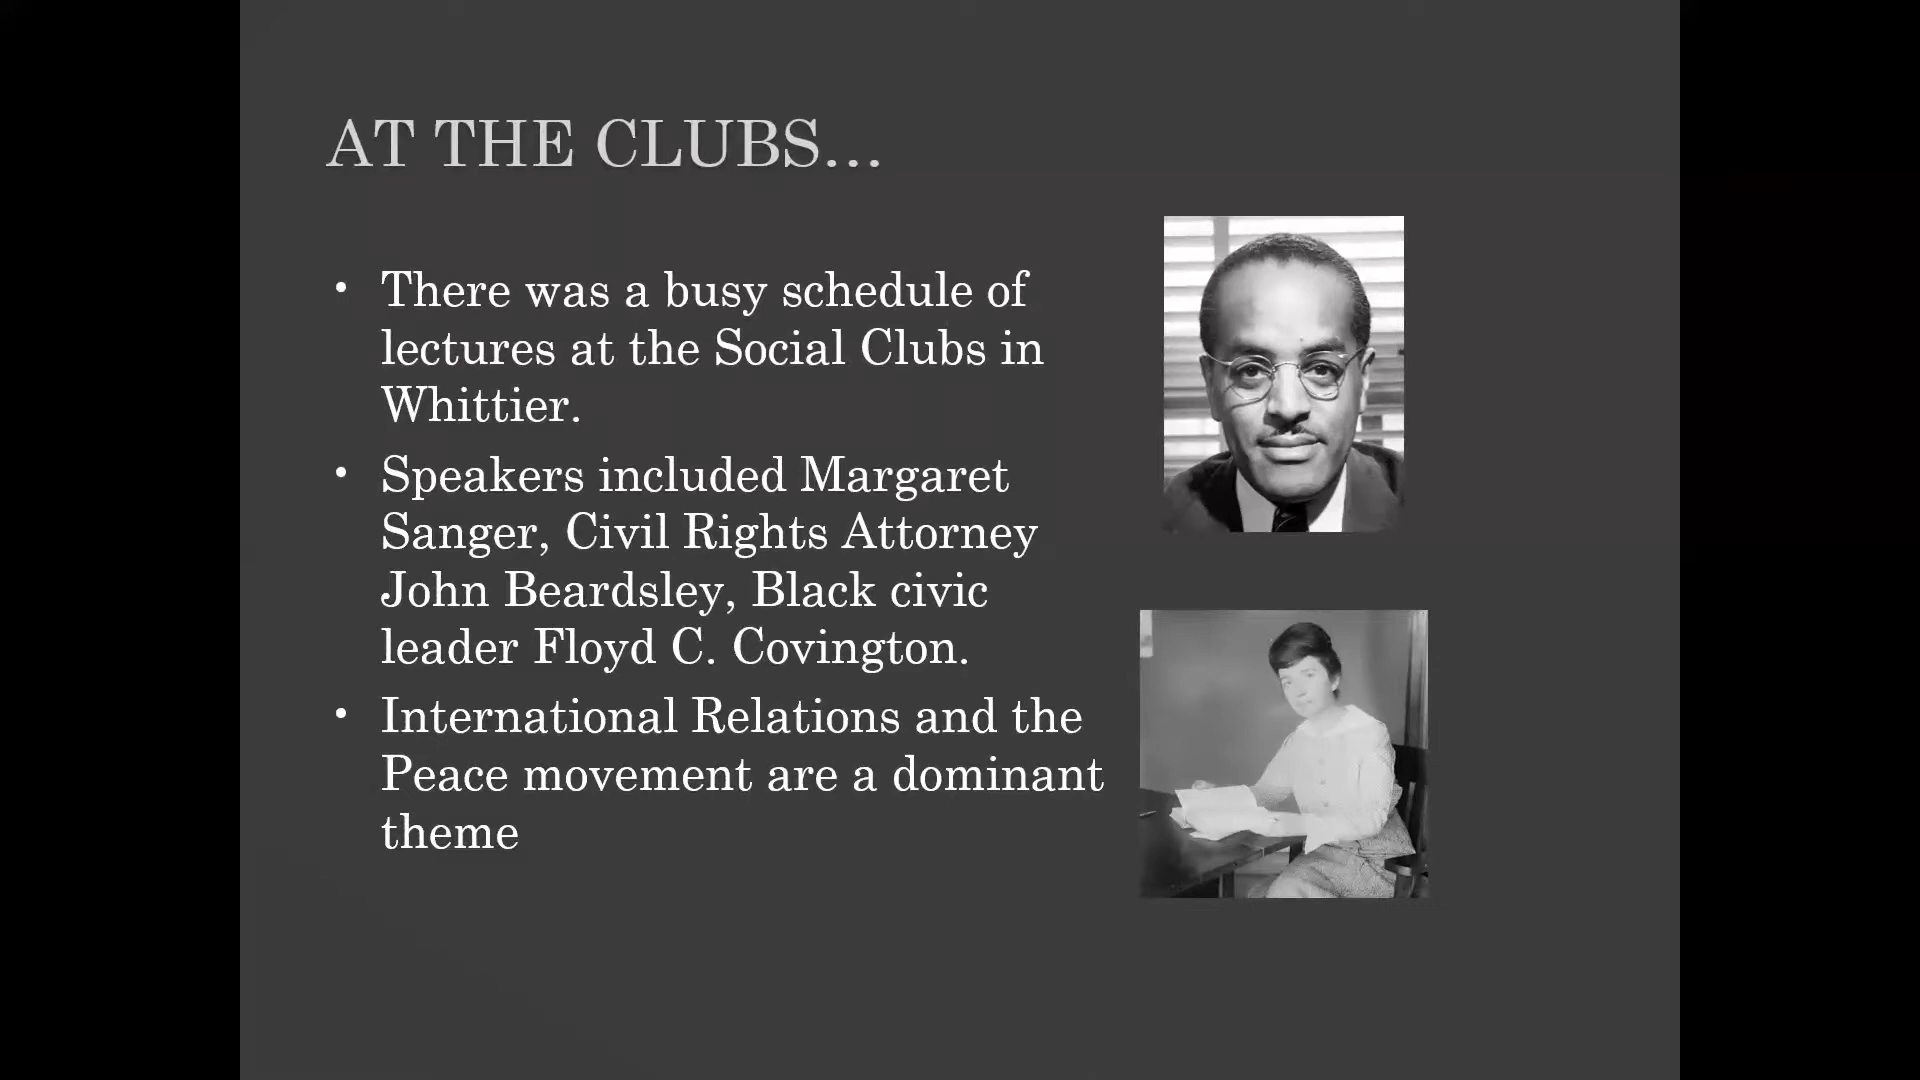 AT THE CLUBS...
• There was a busy schedule of
lectures at the Social Clubs in
Whittier.
• Speakers included Margaret
Sanger, Civil Rights Attorney
John Beardsley, Black civic
leader Floyd C. Covington.
• International Relations and the
Peace movement are a dominant
theme